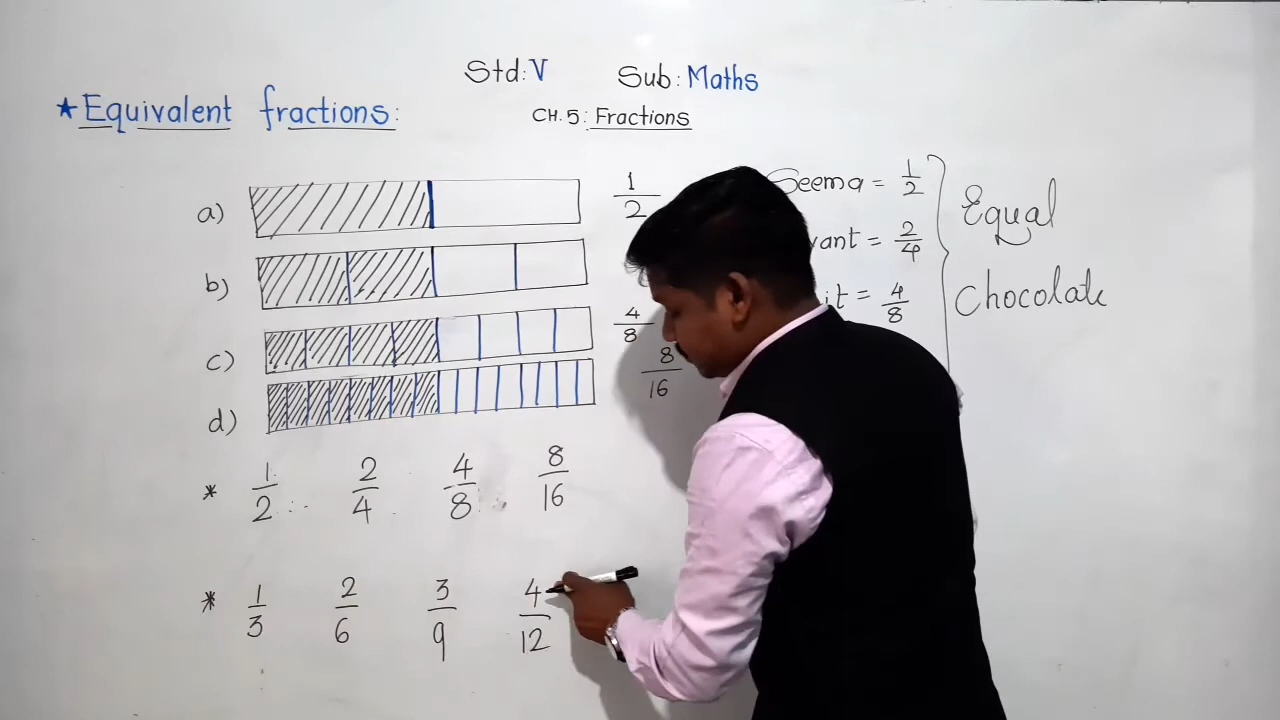 Std: V Sub: Maths
★ Equivalent fractions:
CH. 5: Fractions
a) 1/2
b)
c) 4/8
d) 8/16
Seema = 1/2
= 2/4
= 4/8
Equal
Chocolate
* 1/2 2/4 4/8 8/16
* 1/3 2/6 3/9 4/12